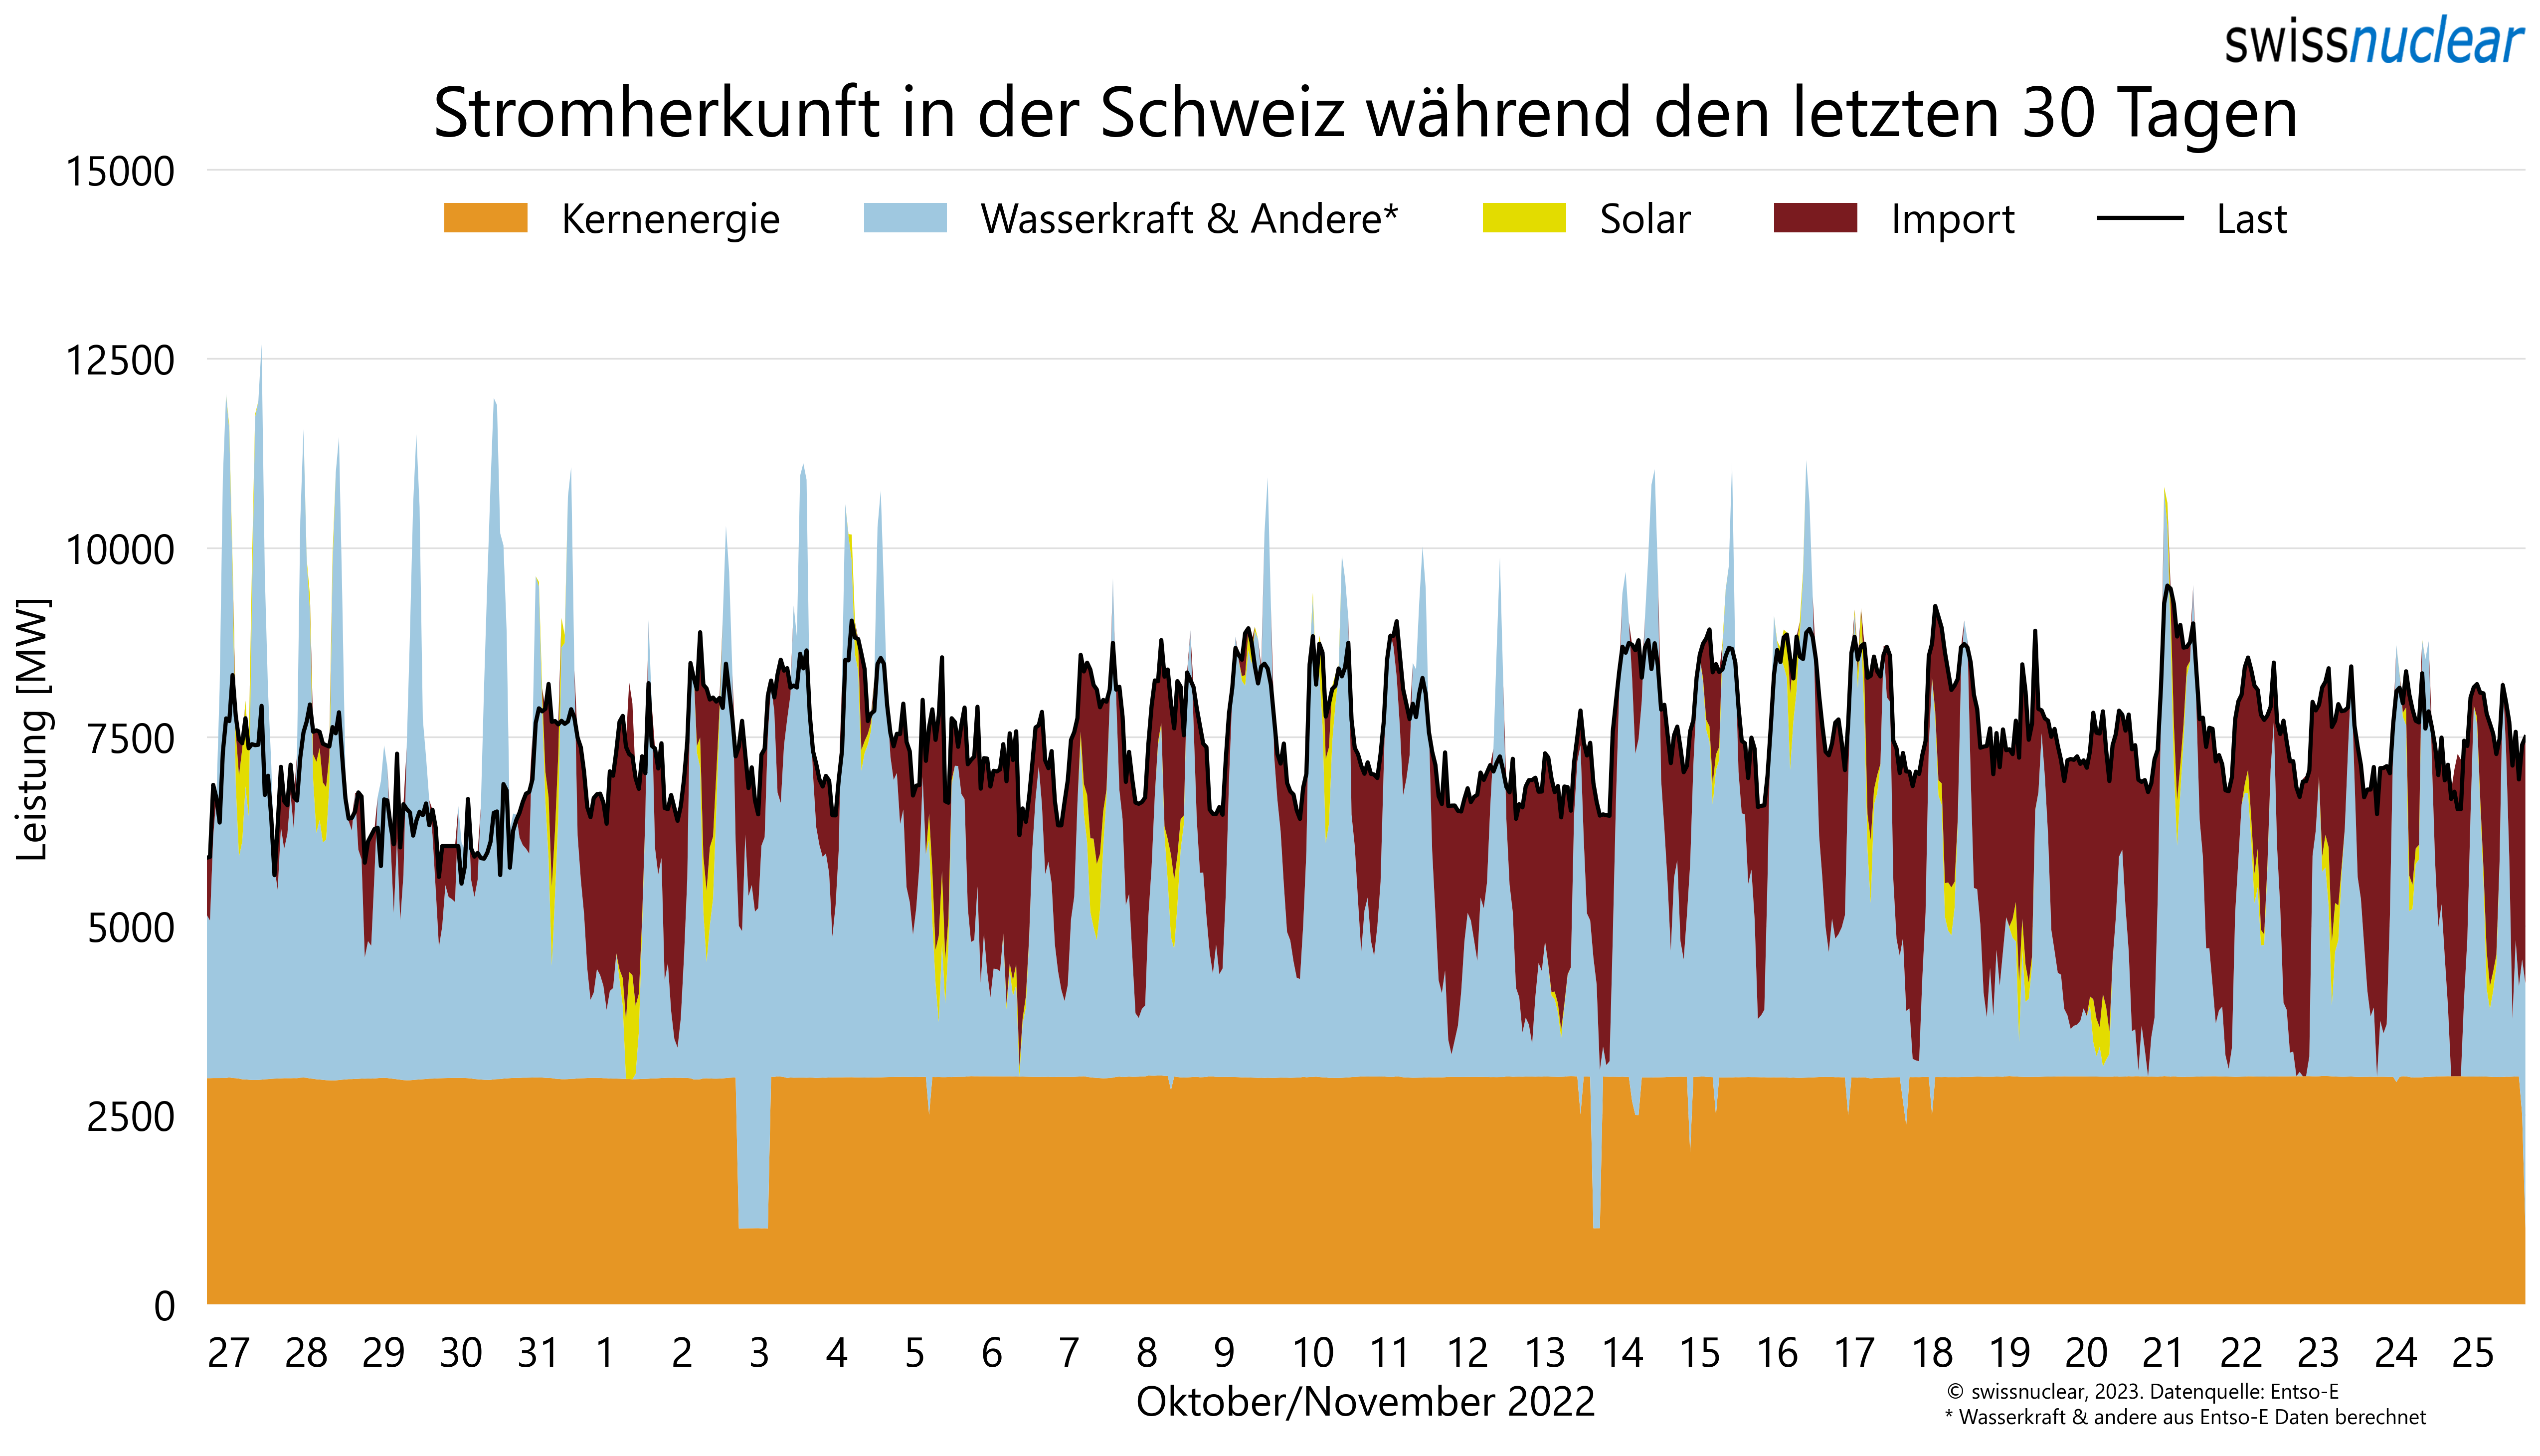 swissnuclear
Stromherkunft in der Schweiz während den letzten 30 Tagen
15000
Kernenergie Wasserkraft & Andere* Solar Import Last
12500
10000
7500
5000
2500
0
Leistung [MW]
27 28 29 30 31 1 2 3 4 5 6 7 8 9 10 11 12 13 14 15 16 17 18 19 20 21 22 23 24 25
Oktober/November 2022
© swissnuclear, 2023. Datenquelle: Entso-E
* Wasserkraft & andere aus Entso-E Daten berechnet